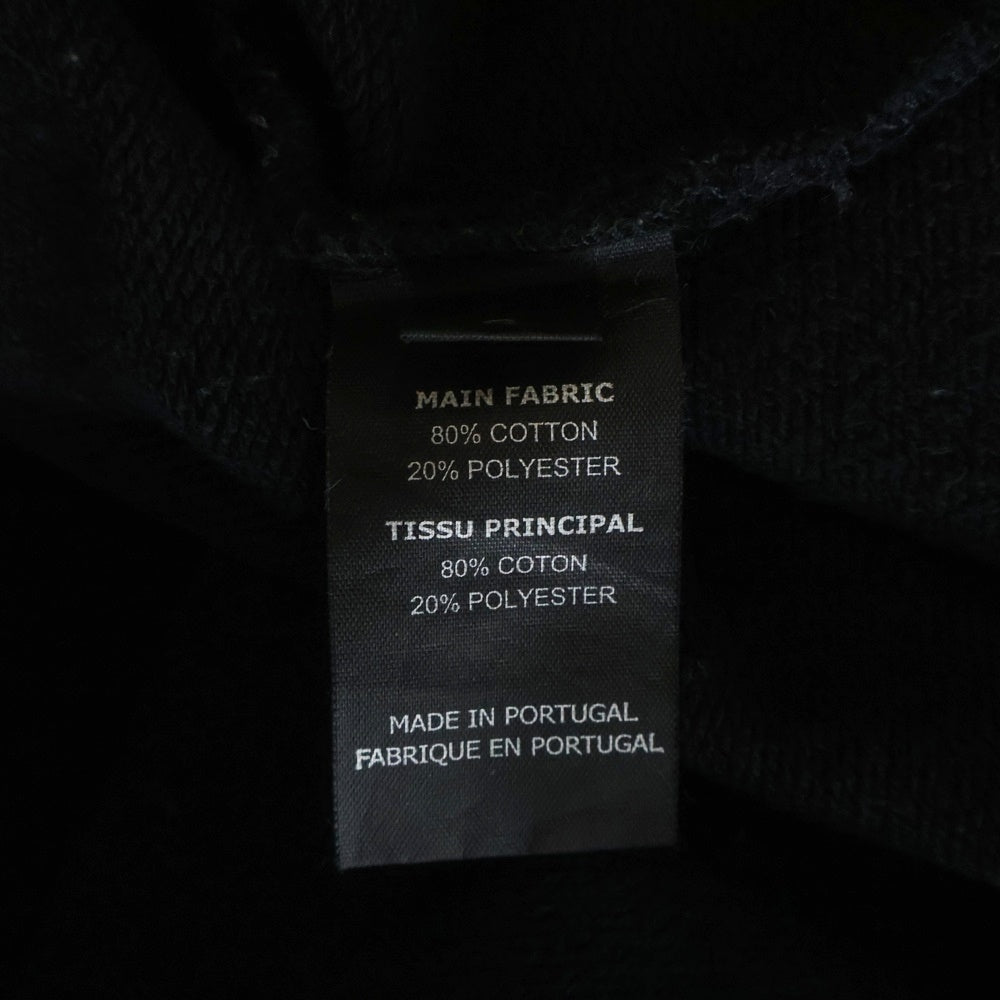 MAIN FABRIC
80% COTTON
20% POLYESTER
TISSU PRINCIPAL
80% COTON
20% POLYESTER
MADE IN PORTUGAL
FABRIQUE EN PORTUGAL